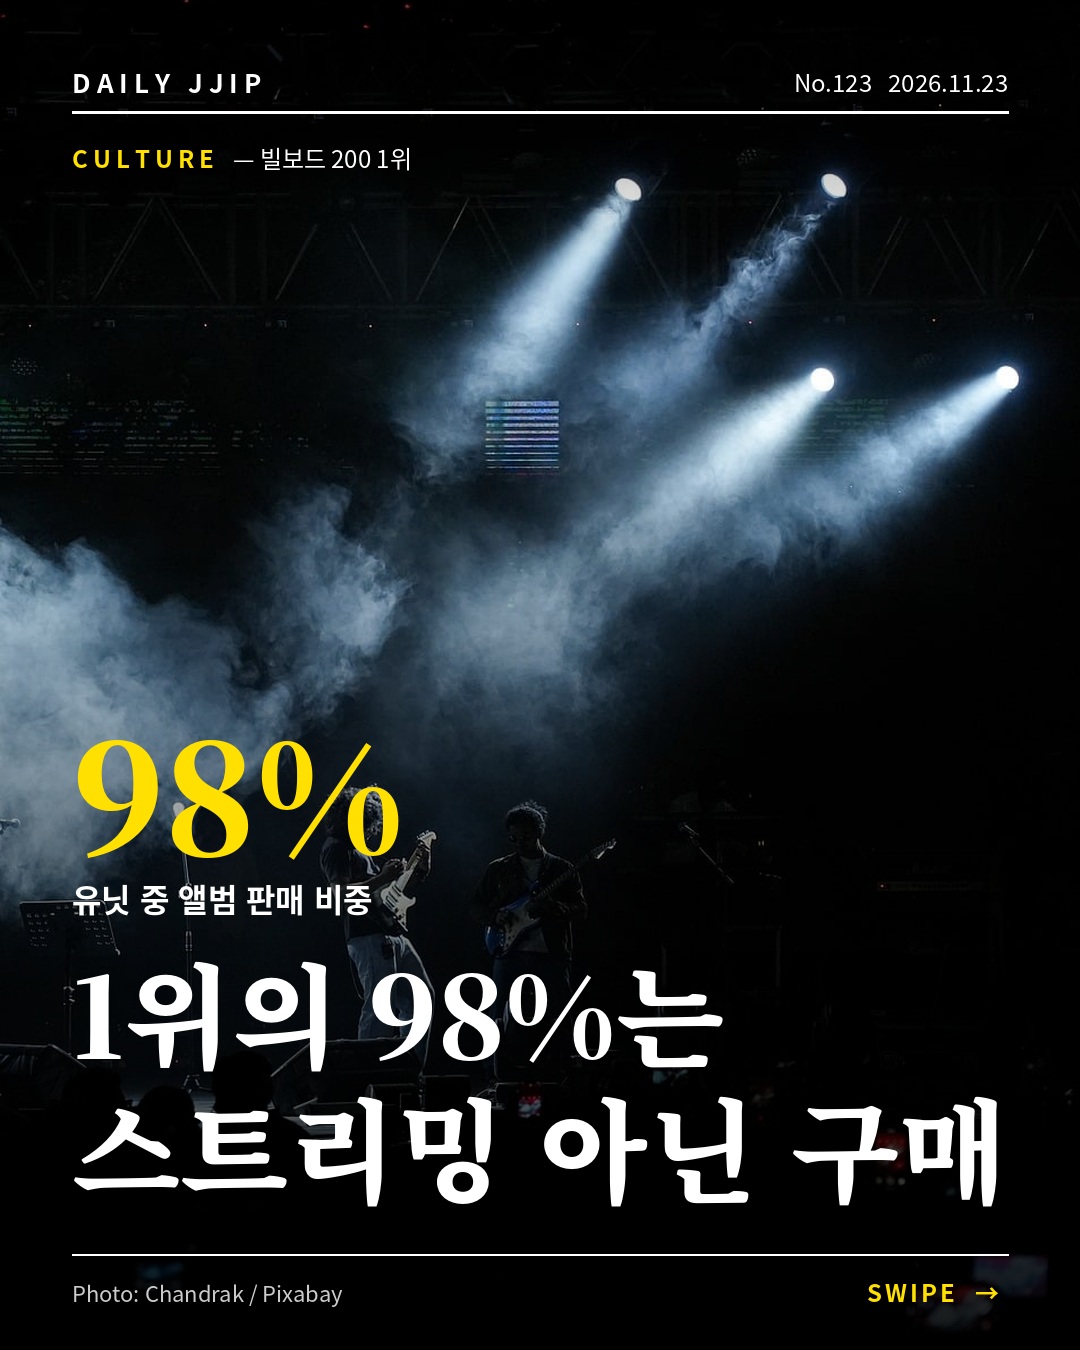 DAILY JJIP
No.123 2026.11.23
CULTURE — 빌보드 200 1위
98%
유닛 중 앨범 판매 비중
1위의 98%는
스트리밍 아닌 구매
Photo: Chandrak / Pixabay
SWIPE →